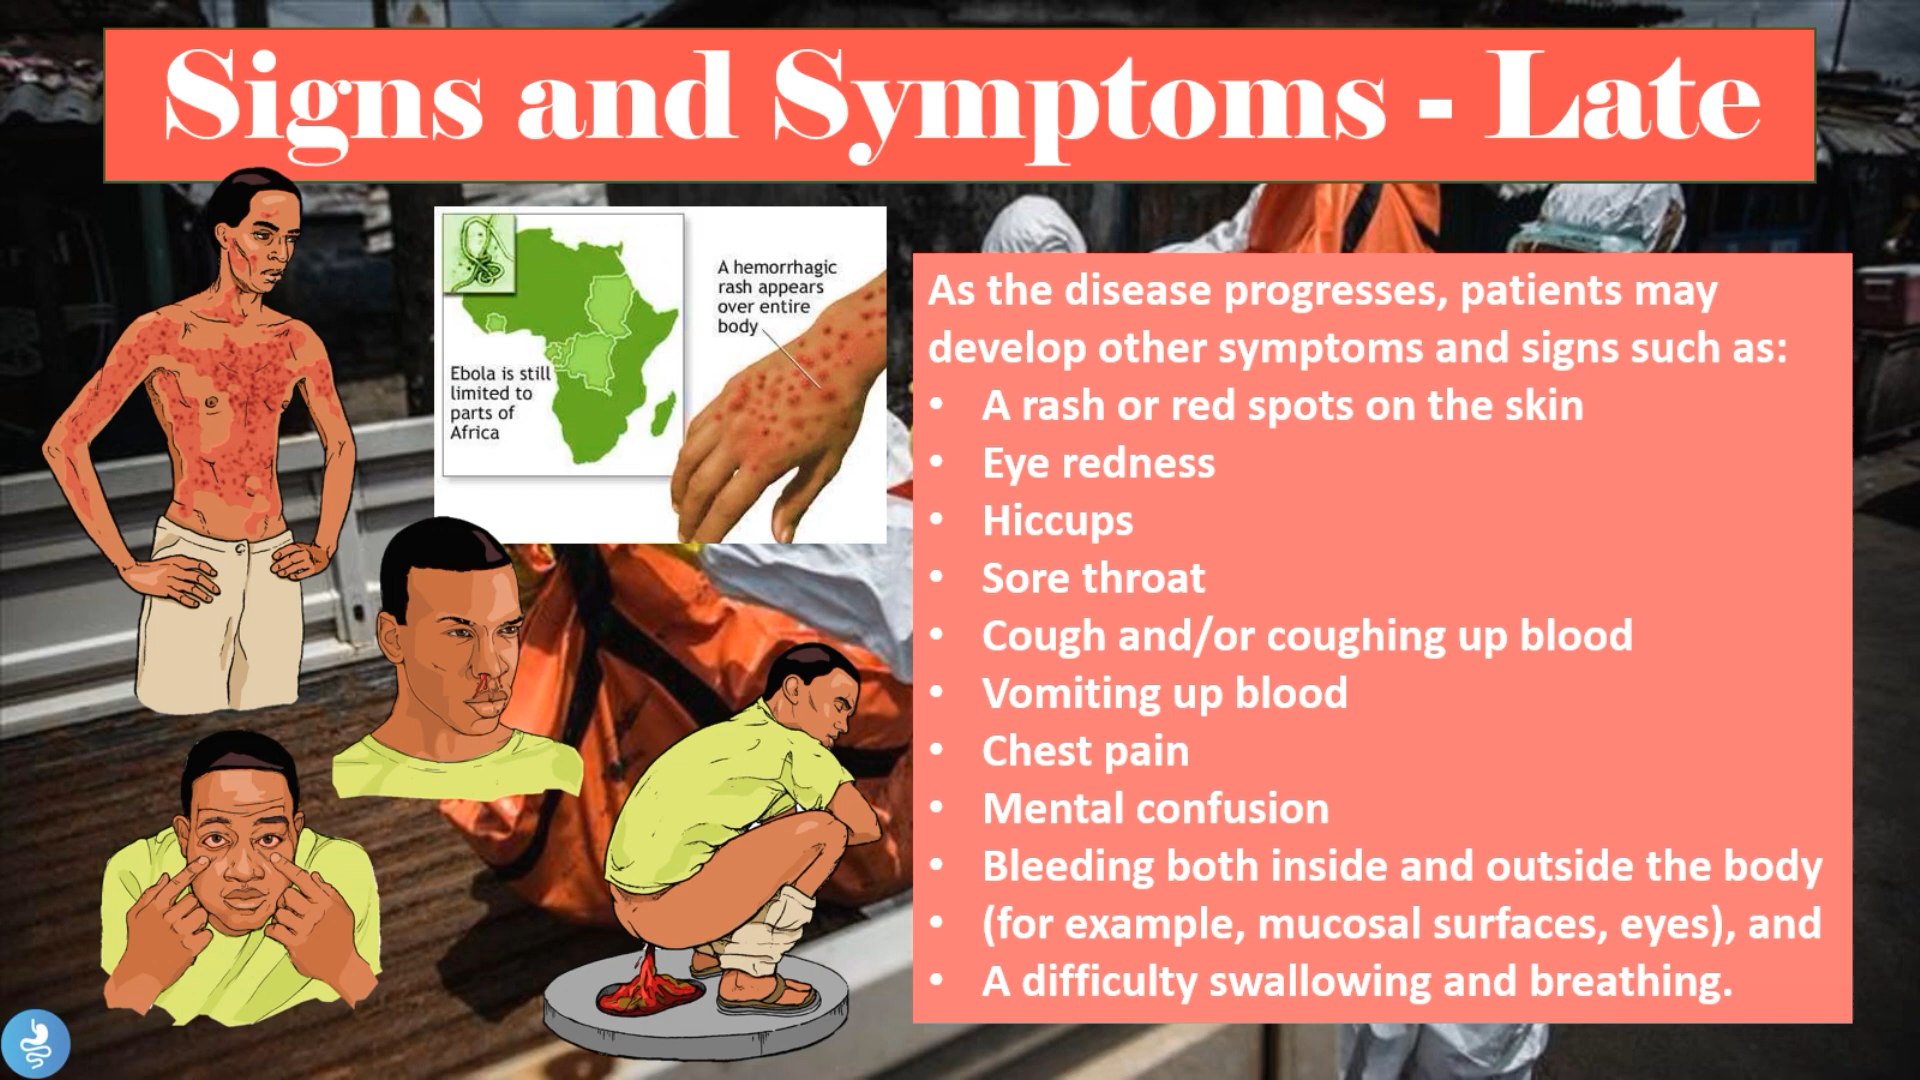 Signs and Symptoms - Late
A hemorrhagic
rash appears
over entire
body
Ebola is still
limited to
parts of
Africa
As the disease progresses, patients may
develop other symptoms and signs such as:
• A rash or red spots on the skin
• Eye redness
• Hiccups
• Sore throat
• Cough and/or coughing up blood
• Vomiting up blood
• Chest pain
• Mental confusion
• Bleeding both inside and outside the body
• (for example, mucosal surfaces, eyes), and
• A difficulty swallowing and breathing.